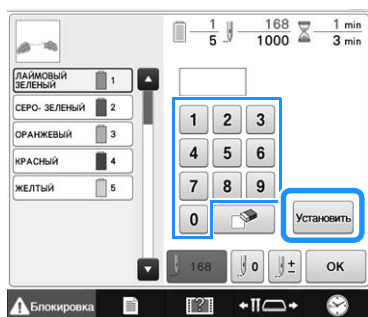 1
5
168
1000
1 min
3 min
ЛАЙМОВЫЙ
ЗЕЛЕНЫЙ 1
СЕРО- ЗЕЛЕНЫЙ 2
ОРАНЖЕВЫЙ 3
КРАСНЫЙ 4
ЖЕЛТЫЙ 5
1 2 3
4 5 6
7 8 9
0
Установить
168
0
±
OK
Блокировка
?